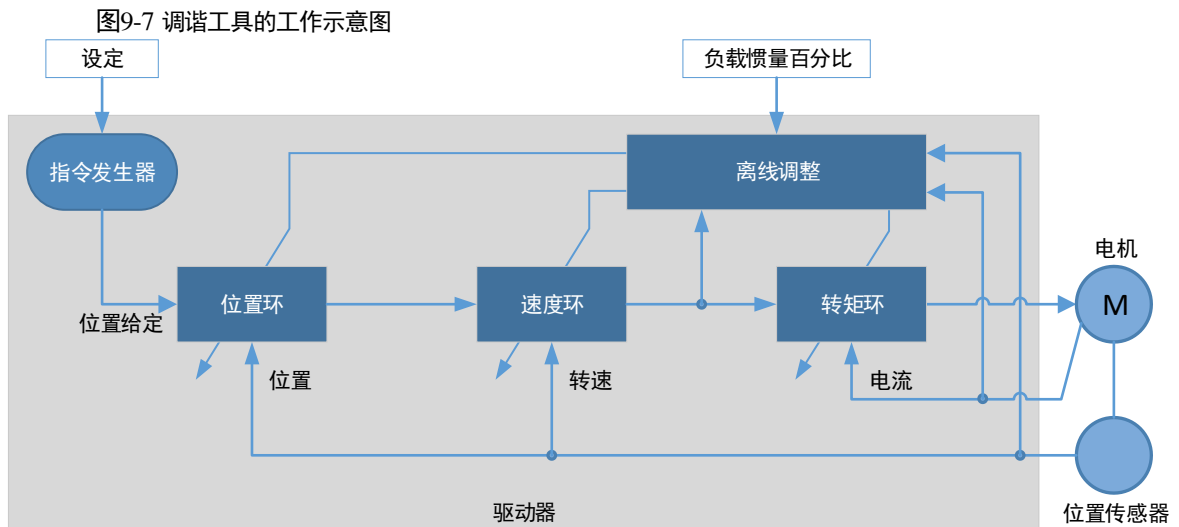 图9-7 调谐工具的工作示意图
设定
负载惯量百分比
指令发生器
离线调整
电机
位置环
速度环
转矩环
M
位置给定
位置
转速
电流
驱动器
位置传感器